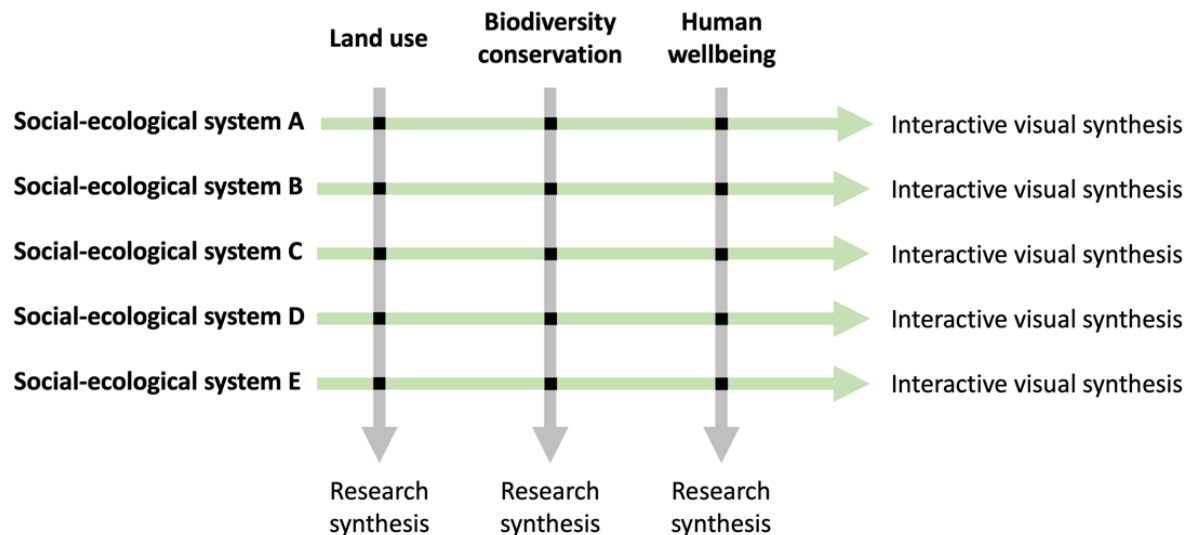 Land use
Biodiversity
conservation
Human
wellbeing
Social-ecological system A
Interactive visual synthesis
Social-ecological system B
Interactive visual synthesis
Social-ecological system C
Interactive visual synthesis
Social-ecological system D
Interactive visual synthesis
Social-ecological system E
Interactive visual synthesis
Research
synthesis
Research
synthesis
Research
synthesis